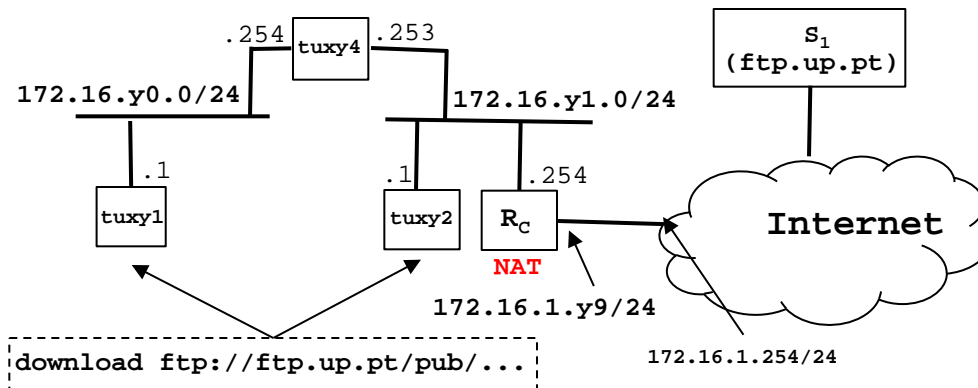 .254
tuxy4
.253
S1
(ftp.up.pt)
172.16.y0.0/24
172.16.y1.0/24
.1
.1
.254
tuxy1
tuxy2
RC
NAT
Internet
172.16.1.y9/24
172.16.1.254/24
download ftp://ftp.up.pt/pub/...